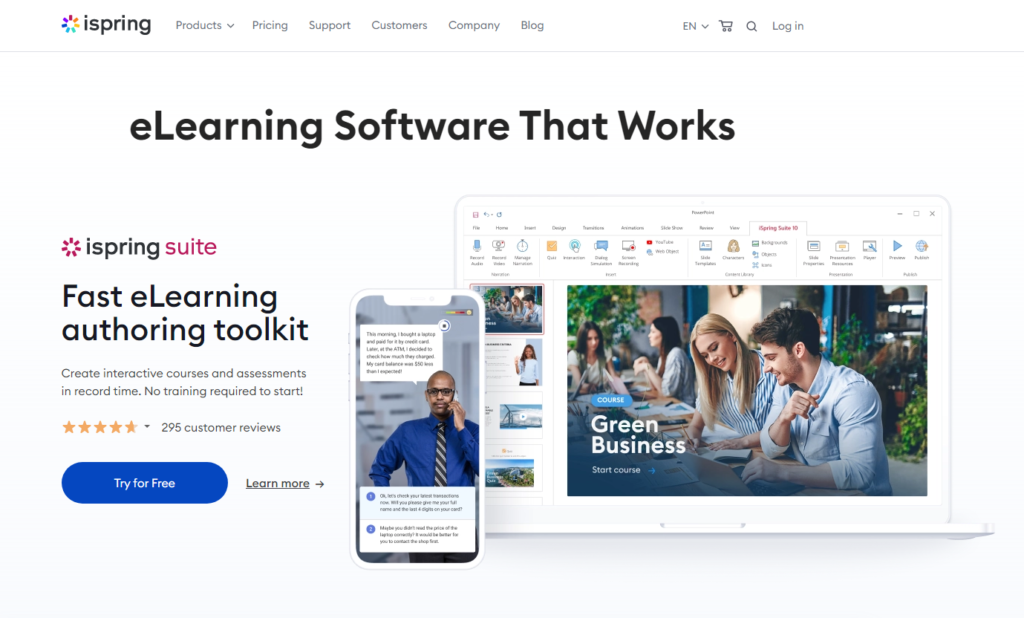 ispring
Products
Pricing
Support
Customers
Company
Blog
EN
Log in
eLearning Software That Works
ispring suite
Fast eLearning
authoring toolkit
Create interactive courses and assessments
in record time. No training required to start!
295 customer reviews
Try for Free
Learn more →
This morning, I bought a laptop
and paid for it by credit card.
Later, at the ATM, I decided to
check how much they charged.
My card balance was $50 less
than I expected!
1 Ok, let's check your latest transactions
now. Will you please give me your full
name and the last 4 digits on your card?
2 Maybe you didn't read the price of the
laptop correctly? It would be better for
you to contact the shop first.
PowerPoint
File
Home
Insert
Design
Transitions
Animations
Slide Show
Review
View
iSpring Suite 10
Record
Audio
Record
Video
Manage
Narration
Narration
Quiz
Interaction
Dialog
Simulation
Screen
Recording
YouTube
Web Object
Insert
Slide
Templates
Characters
Backgrounds
Objects
Icons
Content Library
Slide
Properties
Presentation
Resources
Player
Presentation
Preview
Publish
Publish
COURSE
Green
Business
Start course →